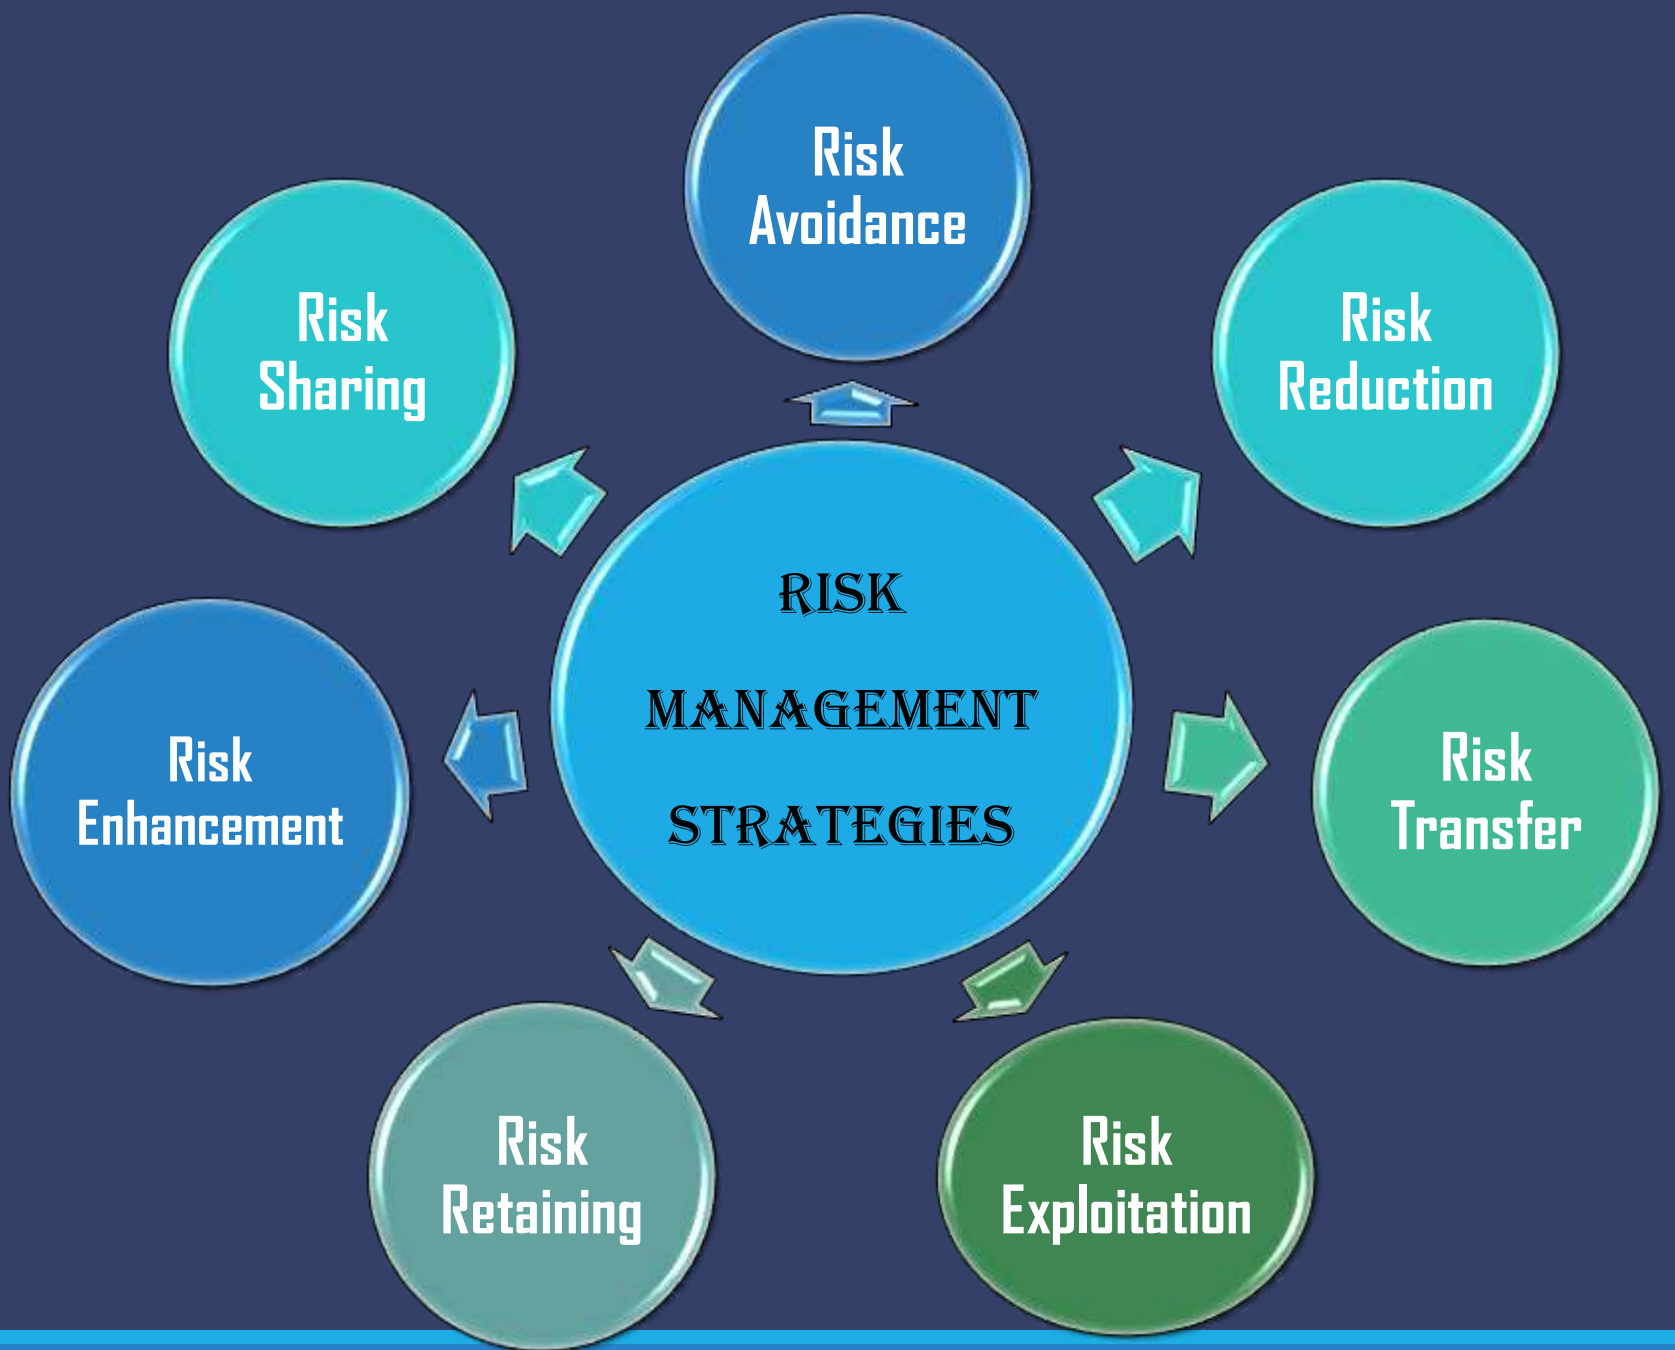 Risk
Avoidance
Risk
Reduction
Risk
Transfer
Risk
Exploitation
Risk
Retaining
Risk
Enhancement
Risk
Sharing
RISK
MANAGEMENT
STRATEGIES